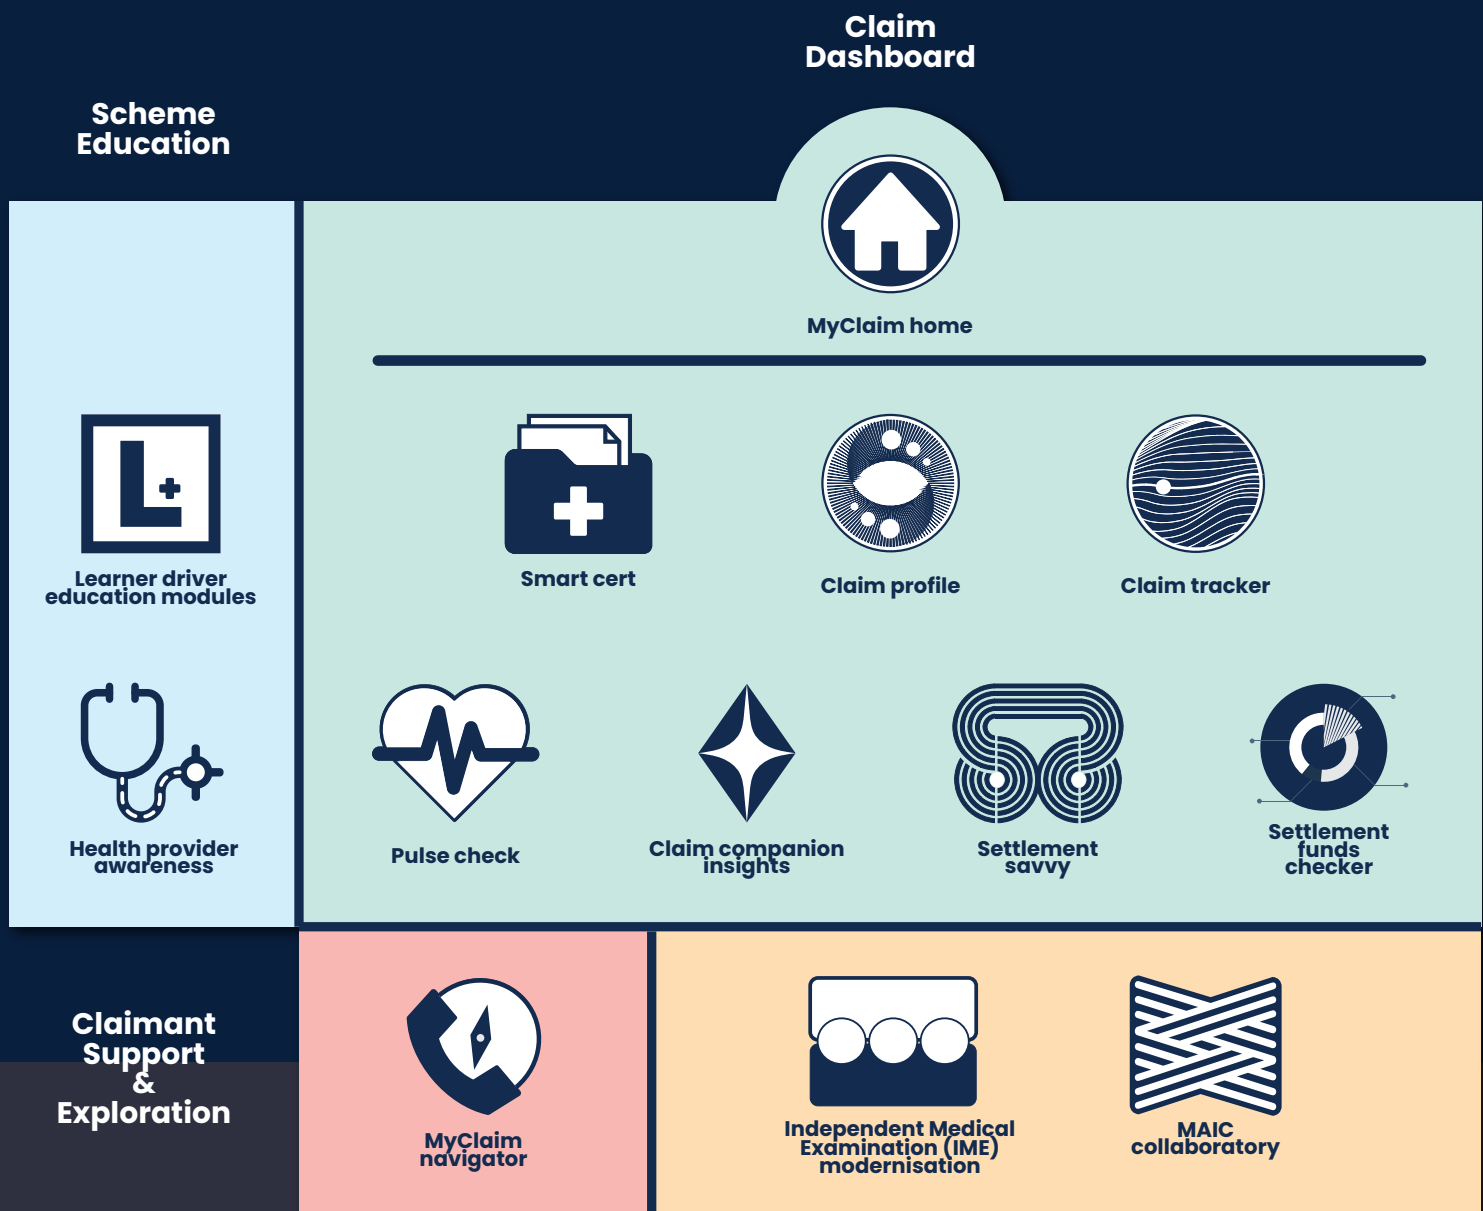 Claim
Dashboard
Scheme
Education
MyClaim home
L
Learner driver
education modules
Smart cert
Claim profile
Claim tracker
Health provider
awareness
Pulse check
Claim companion
insights
Settlement
savvy
Settlement
funds
checker
Claimant
Support
&
Exploration
MyClaim
navigator
Independent Medical
Examination (IME)
modernisation
MAIC
collaboratory